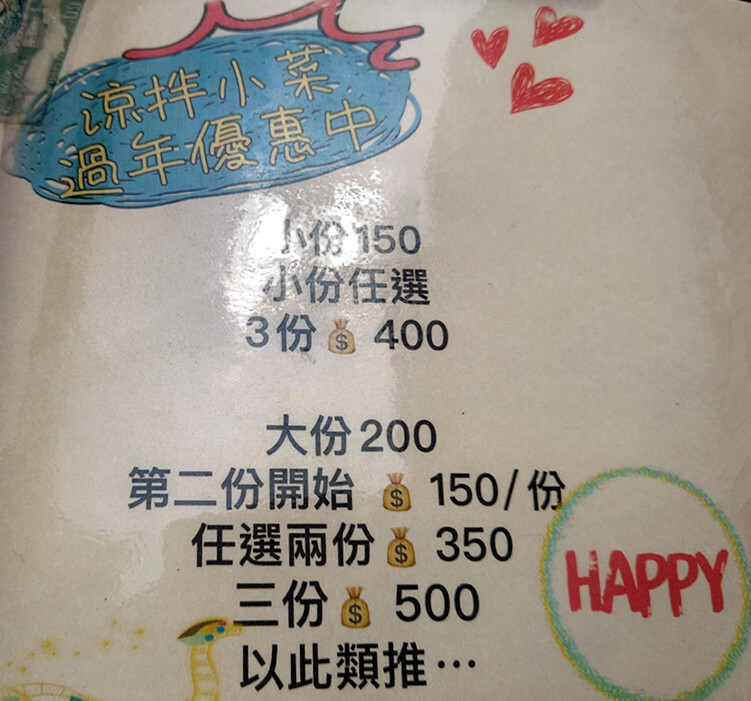 涼拌小菜
過年優惠中
小份150
小份任選
3份💰400
大份200
第二份開始 💰 150/份
任選兩份💰 350
三份💰 500
以此類推…
HAPPY